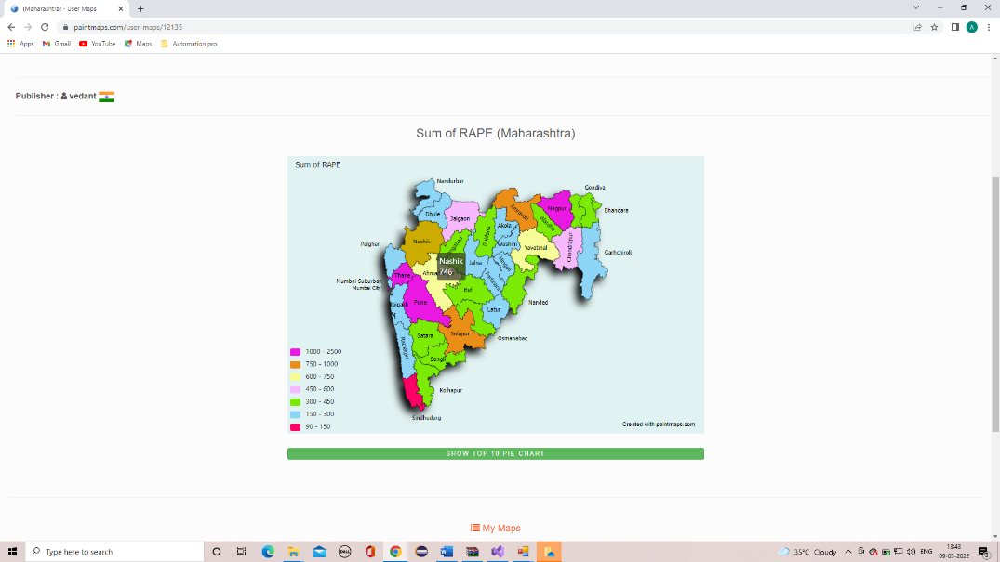 (Maharashtra) - User Maps
paintmaps.com/user-maps/12135
A
Apps Gmail YouTube Maps Automation pro
Publisher : vedant
Sum of RAPE (Maharashtra)
Sum of RAPE
Nandurbar
Gondiya
Dhule
Jalgaon
Amravati
Nagpur
Bhandara
Wardha
Akola
Buldana
Nashik
Palghar
Washim
Yavatmal
Chandrapur
Garhchiroli
Nashik
746
Jalna
Hingoli
Thane
Parbhani
Mumbai Suburban
Mumbai City
Bid
Nanded
Raigarh
Pune
Latur
Solapur
Osmanabad
Satara
Ratnagiri
Sangli
Kolhapur
Sindhudurg
1000 - 2500
750 - 1000
600 - 750
450 - 600
300 - 450
150 - 300
90 - 150
Created with paintmaps.com
SHOW TOP 10 PIE CHART
My Maps
Type here to search
DELL
35°C Cloudy
ENG
13:43
09-05-2022
3